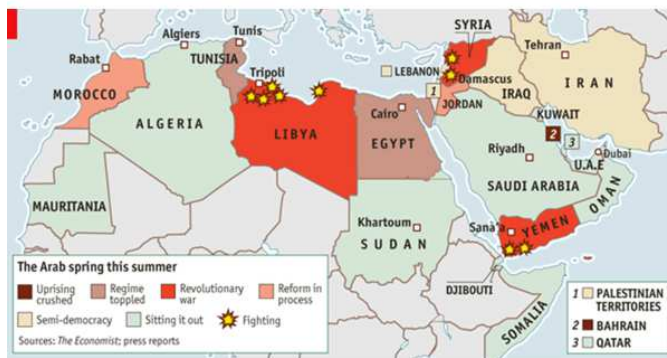 Algiers
Tunis
SYRIA
Tehran
Rabat
TUNISIA
LEBANON
Damascus
IRAN
MOROCCO
Tripoli
1
IRAQ
JORDAN
KUWAIT
ALGERIA
Cairo
LIBYA
EGYPT
2
3
Riyadh
Dubai
U.A.E
SAUDI ARABIA
OMAN
MAURITANIA
Khartoum
SUDAN
Sana'a
YEMEN
DJIBOUTI
SOMALIA
The Arab spring this summer
Uprising crushed
Regime toppled
Revolutionary war
Reform in process
Semi-democracy
Sitting it out
Fighting
Sources: The Economist; press reports
1 PALESTINIAN
TERRITORIES
2 BAHRAIN
3 QATAR